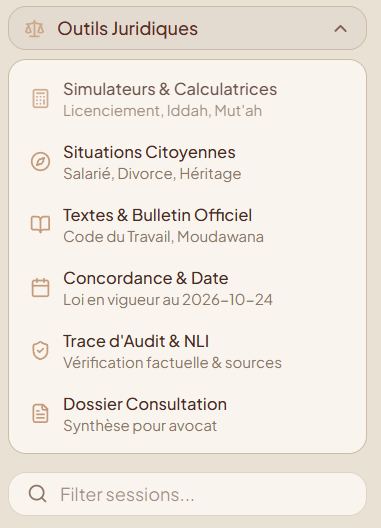 Outils Juridiques
Simulateurs & Calculatrices
Licenciement, Iddah, Mut'ah
Situations Citoyennes
Salarié, Divorce, Héritage
Textes & Bulletin Officiel
Code du Travail, Moudawana
Concordance & Date
Loi en vigueur au 2026-10-24
Trace d'Audit & NLI
Vérification factuelle & sources
Dossier Consultation
Synthèse pour avocat
Filter sessions...